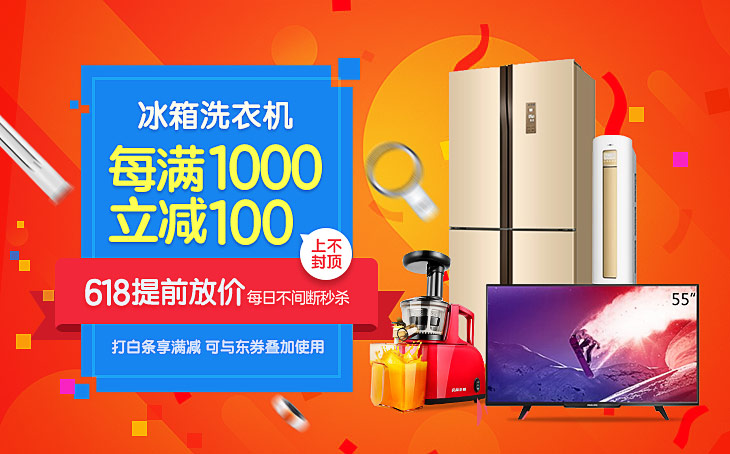 冰箱洗衣机
每满1000
立减100
上不
封顶
618提前放价 每日不间断秒杀
打白条享满减 可与东券叠加使用
55"